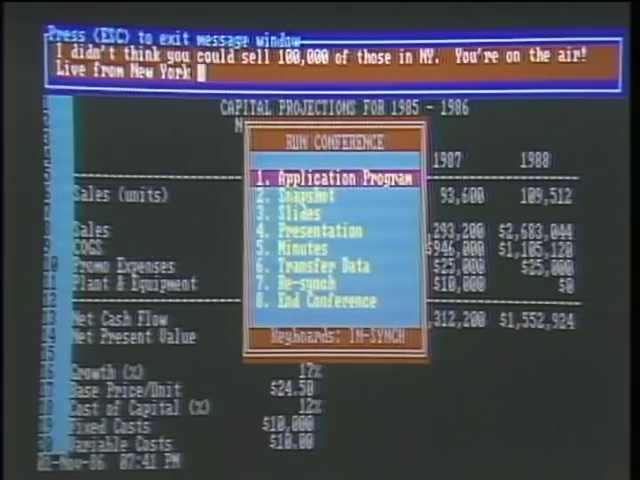 Press <ESC> to exit message window
I didn't think you could sell 100,000 of those in NY. You're on the air!
Live from New York
CAPITAL PROJECTIONS FOR 1985 - 1986
RUN CONFERENCE
1987 1988
1. Application Program
Sales (units) 2. Snapshot 93,600 109,512
3. Slides
Sales 4. Presentation ,293,200 $2,683,044
COGS 5. Minutes $946,000 $1,105,120
Promo Expenses 6. Transfer Data $25,000 $25,000
Plant & Equipment 7. Re-synch $10,000 $0
8. End Conference
Net Cash Flow ,312,200 $1,552,924
Net Present Value Keyboards: IN-SYNCH
Growth (%) 17%
Base Price/Unit $24.50
Cost of Capital (%) 12%
Fixed Costs $10,000
Variable Costs $10.00
-Nov-86 07:41 PM